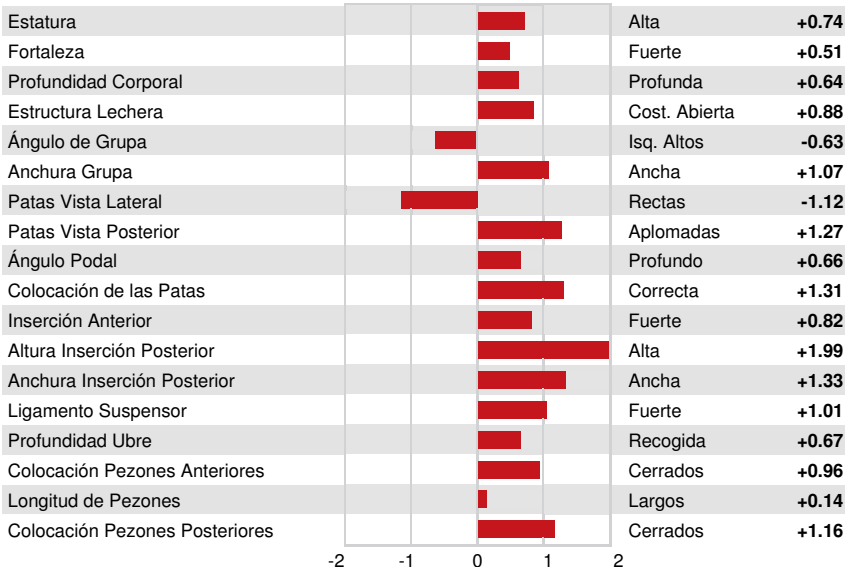 Estatura Alta +0.74
Fortaleza Fuerte +0.51
Profundidad Corporal Profunda +0.64
Estructura Lechera Cost. Abierta +0.88
Ángulo de Grupa Isq. Altos -0.63
Anchura Grupa Ancha +1.07
Patas Vista Lateral Rectas -1.12
Patas Vista Posterior Aplomadas +1.27
Ángulo Podal Profundo +0.66
Colocación de las Patas Correcta +1.31
Inserción Anterior Fuerte +0.82
Altura Inserción Posterior Alta +1.99
Anchura Inserción Posterior Ancha +1.33
Ligamento Suspensor Fuerte +1.01
Profundidad Ubre Recogida +0.67
Colocación Pezones Anteriores Cerrados +0.96
Longitud de Pezones Largos +0.14
Colocación Pezones Posteriores Cerrados +1.16
-2 -1 0 1 2